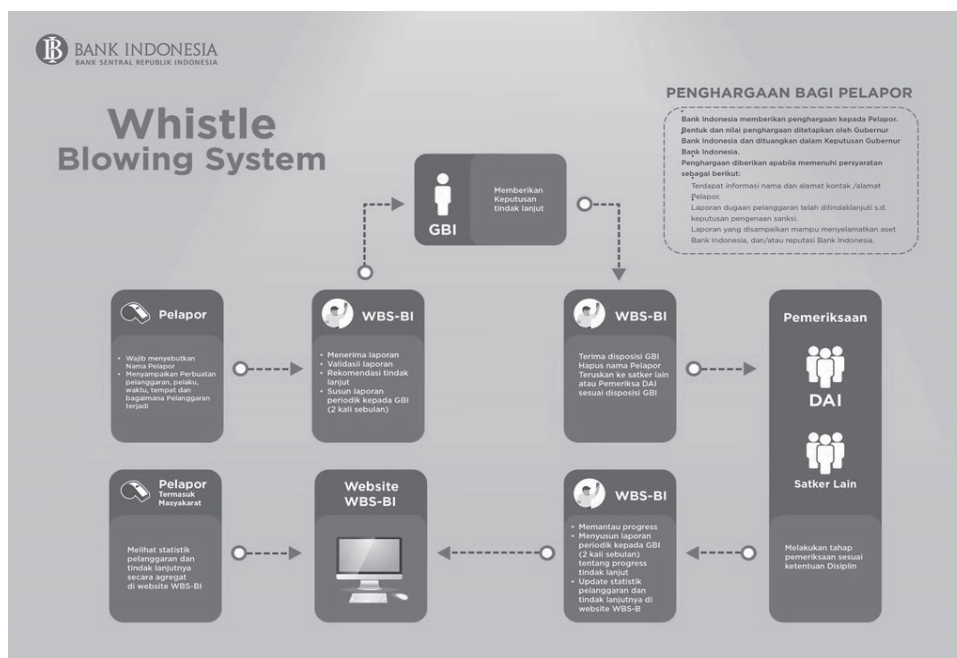 BANK INDONESIA
BANK SENTRAL REPUBLIK INDONESIA
Whistle
Blowing System
PENGHARGAAN BAGI PELAPOR
Bank Indonesia memberikan penghargaan kepada Pelapor.
Bentuk dan nilai penghargaan ditetapkan oleh Gubernur
Bank Indonesia dan dituangkan dalam Keputusan Gubernur
Bank Indonesia.
Penghargaan diberikan apabila memenuhi persyaratan
sebagai berikut:
Terdapat informasi nama dan alamat kontak /alamat
Pelapor.
Laporan dugaan pelanggaran telah ditindaklanjuti s.d.
keputusan pengenaan sanksi.
Laporan yang disampaikan mampu menyelamatkan aset
Bank Indonesia, dan/atau reputasi Bank Indonesia.
GBI
Memberikan
Keputusan
tindak lanjut
Pelapor
• Wajib menyebutkan
Nama Pelapor
• Menyampaikan Perbuatan
pelanggaran, pelaku,
waktu, tempat dan
bagaimana Pelanggaran
terjadi
WBS-BI
• Menerima laporan
• Validasii laporan
• Rekomendasi tindak
lanjut
• Susun laporan
periodik kepada GBI
(2 kali sebulan)
WBS-BI
Terima disposisi GBI
Hapus nama Pelapor
Teruskan ke satker lain
atau Pemeriksa DAI
sesuai disposisi GBI
Pemeriksaan
DAI
Satker Lain
Melakukan tahap
pemeriksaan sesuai
ketentuan Disiplin
WBS-BI
• Memantau progress
• Menyusun laporan
periodik kepada GBI
(2 kali sebulan)
tentang progress
tindak lanjut
• Update statistik
pelanggaran dan
tindak lanjutnya di
website WBS-B
Website
WBS-BI
Pelapor
Termasuk
Masyakarat
Melihat statistik
pelanggaran dan
tindak lanjutnya
secara agregat
di website WBS-BI